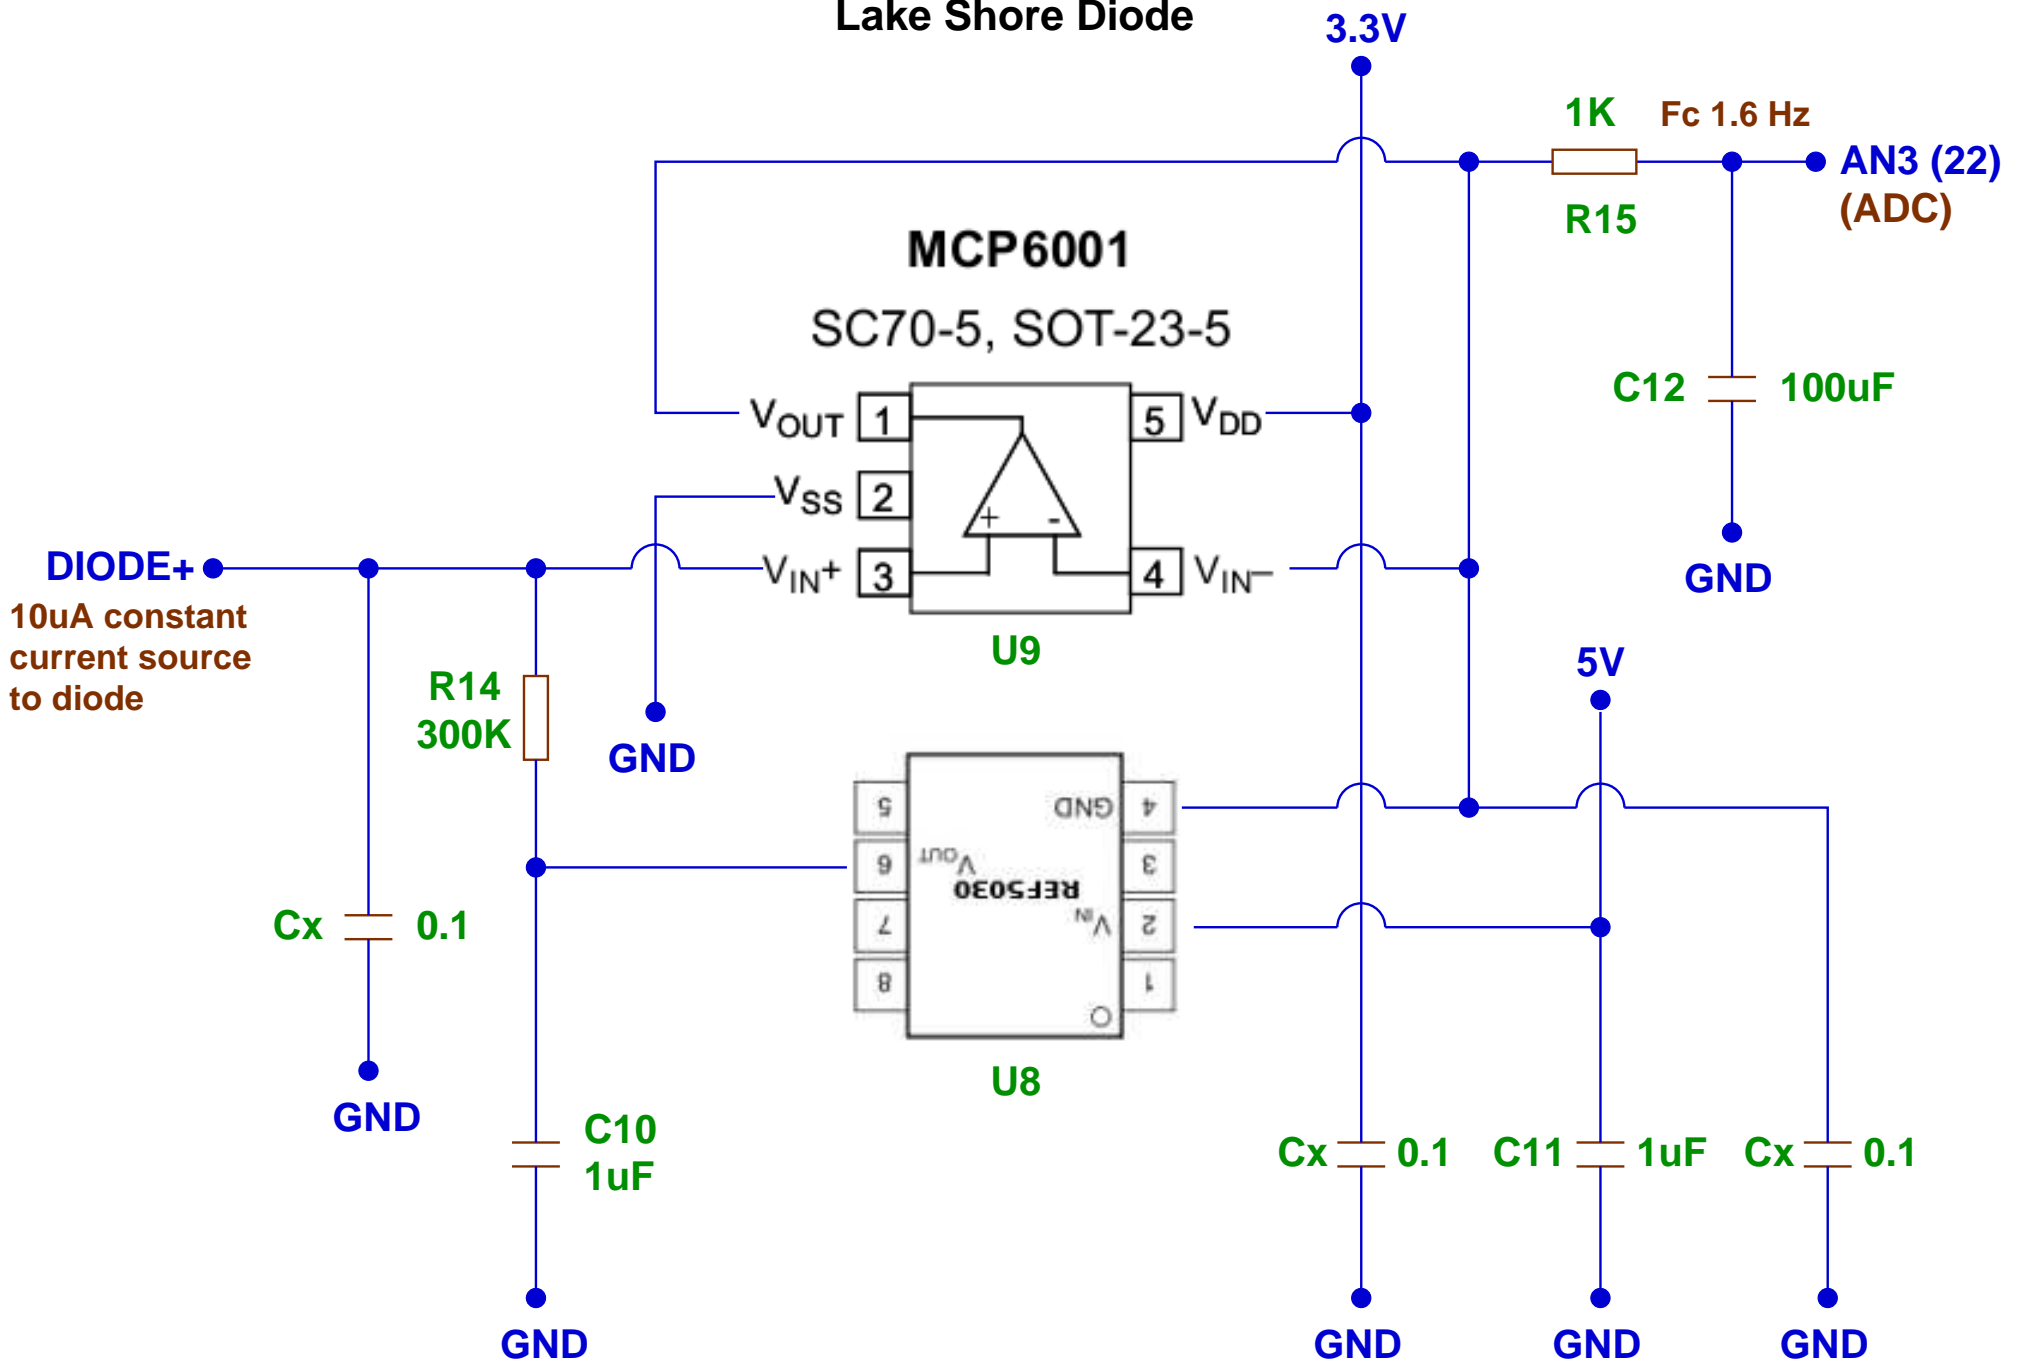 Lake Shore Diode
3.3V
1K
Fc 1.6 Hz
AN3 (22)
(ADC)
R15
MCP6001
SC70-5, SOT-23-5
C12
100uF
VOUT
1
5
VDD
VSS
2
+
-
DIODE+
VIN+
3
4
VIN–
GND
10uA constant
current source
to diode
U9
5V
R14
300K
GND
5
GND
4
6
VOUT
3
REF5030
Cx
0.1
7
VIN
2
8
1
U8
GND
C10
1uF
Cx
0.1
C11
1uF
Cx
0.1
GND
GND
GND
GND